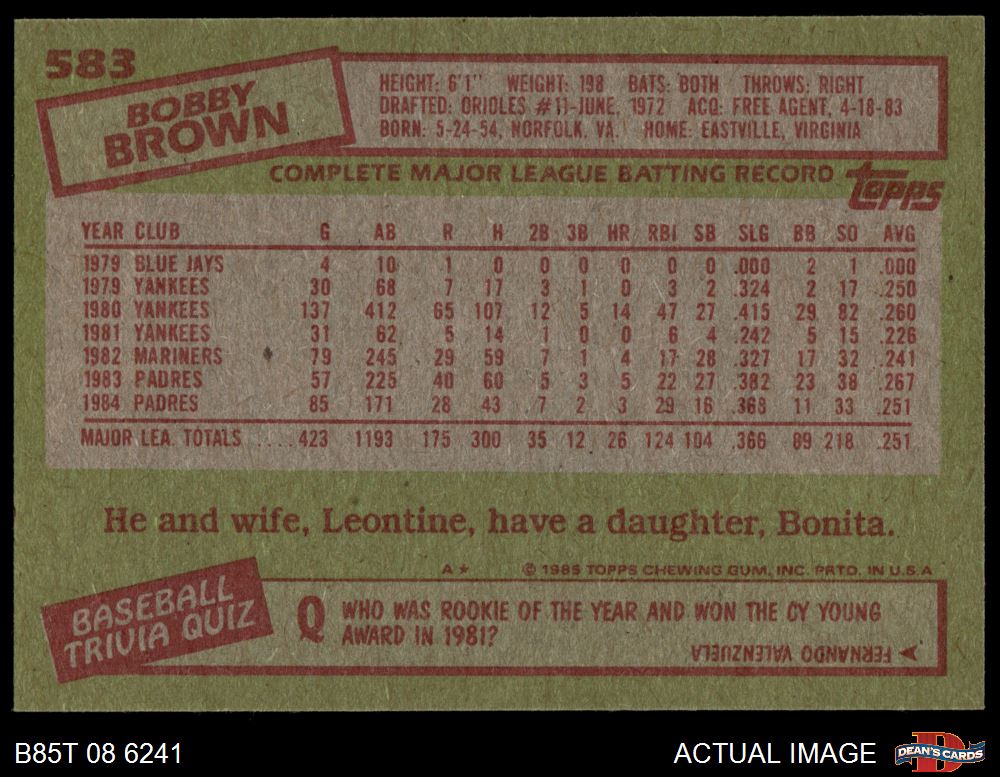 583
BOBBY
BROWN
HEIGHT: 6'1" WEIGHT: 198 BATS: BOTH THROWS: RIGHT
DRAFTED: ORIOLES #11-JUNE, 1972 ACQ: FREE AGENT, 4-18-83
BORN: 5-24-54, NORFOLK, VA. HOME: EASTVILLE, VIRGINIA
COMPLETE MAJOR LEAGUE BATTING RECORD topps
YEAR CLUB G AB R H 2B 3B HR RBI SB SLG BB SO AVG
1979 BLUE JAYS 4 10 1 0 0 0 0 0 0 .000 2 1 .000
1979 YANKEES 30 68 7 17 3 1 0 3 2 .324 2 17 .250
1980 YANKEES 137 412 65 107 12 5 14 47 27 .415 29 82 .260
1981 YANKEES 31 62 5 14 1 0 0 6 4 .242 5 15 .226
1982 MARINERS 79 245 29 59 7 1 4 17 28 .327 17 32 .241
1983 PADRES 57 225 40 60 5 3 5 22 27 .382 23 38 .267
1984 PADRES 85 171 28 43 7 2 3 29 16 .368 11 33 .251
MAJOR LEA. TOTALS .... 423 1193 175 300 35 12 26 124 104 .366 89 218 .251
He and wife, Leontine, have a daughter, Bonita.
A* © 1985 TOPPS CHEWING GUM, INC. PRTD. IN U.S.A
BASEBALL
TRIVIA QUIZ
Q WHO WAS ROOKIE OF THE YEAR AND WON THE CY YOUNG
AWARD IN 1981?
FERNANDO VALENZUELA
B85T 08 6241 ACTUAL IMAGE D DEAN'S CARDS